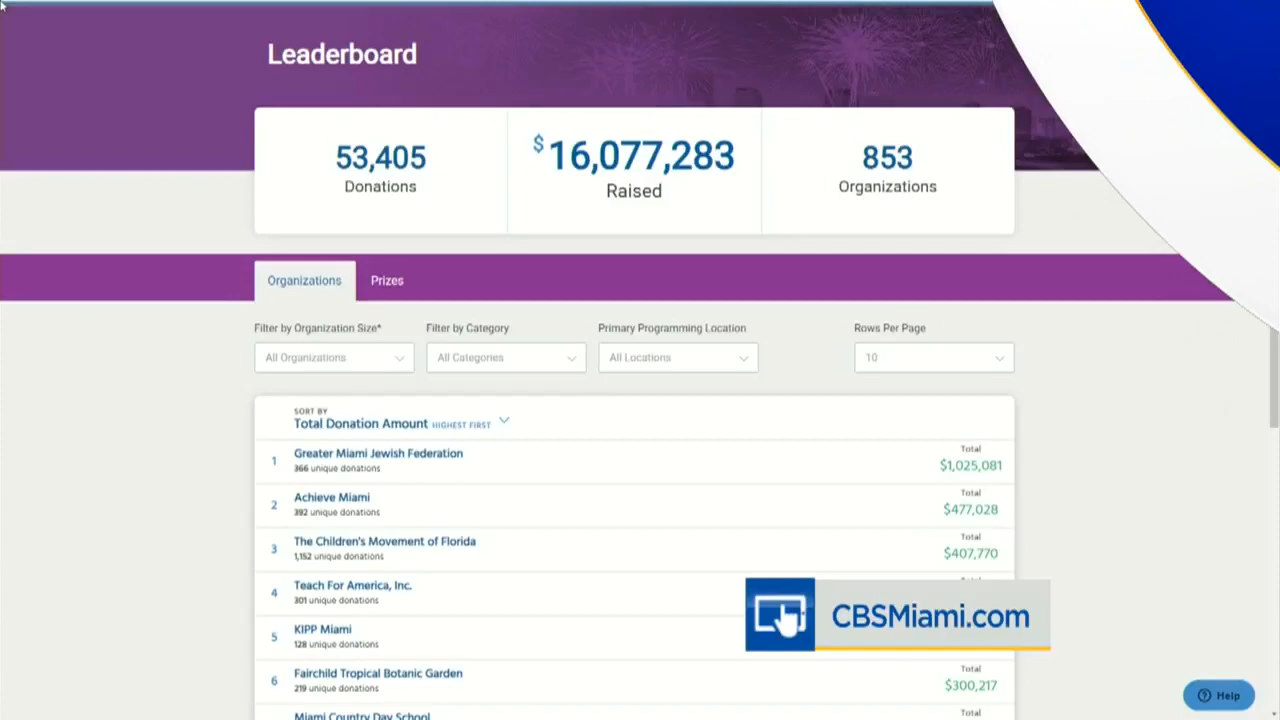 Leaderboard
53,405
Donations
$16,077,283
Raised
853
Organizations
Organizations
Prizes
Filter by Organization Size*
Filter by Category
Primary Programming Location
Rows Per Page
All Organizations
All Categories
All Locations
10
SORT BY
Total Donation Amount HIGHEST FIRST
1
Greater Miami Jewish Federation
366 unique donations
Total
$1,025,081
2
Achieve Miami
392 unique donations
Total
$477,028
3
The Children's Movement of Florida
1,152 unique donations
Total
$407,770
4
Teach For America, Inc.
301 unique donations
5
KIPP Miami
128 unique donations
CBSMiami.com
6
Fairchild Tropical Botanic Garden
219 unique donations
Total
$300,217
Miami Country Day School
Total
Help